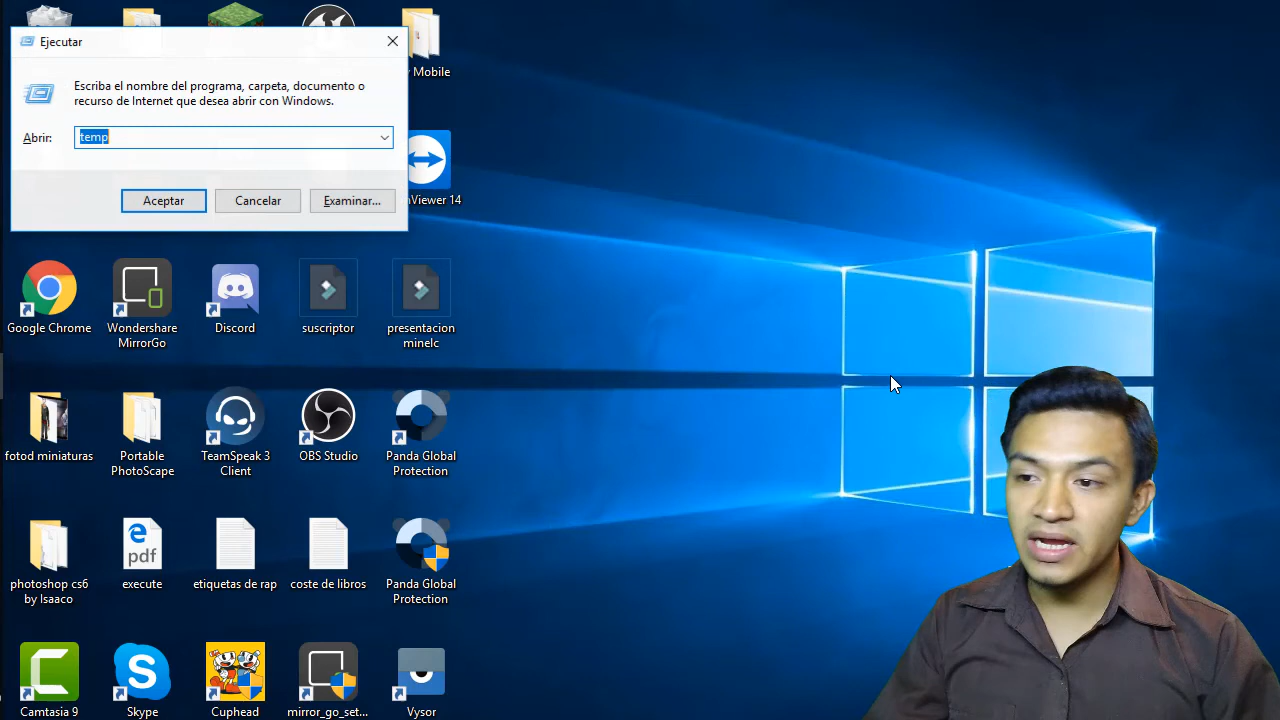 Ejecutar
Escriba el nombre del programa, carpeta, documento o
recurso de Internet que desea abrir con Windows.
Abrir:
temp
Aceptar
Cancelar
Examinar...
Mobile
Viewer 14
Google Chrome
Wondershare
MirrorGo
Discord
suscriptor
presentacion
minelc
fotod miniaturas
Portable
PhotoScape
TeamSpeak 3
Client
OBS Studio
Panda Global
Protection
photoshop cs6
by Isaaco
pdf
execute
etiquetas de rap
coste de libros
Panda Global
Protection
Camtasia 9
Skype
Cuphead
mirror_go_set...
Vysor